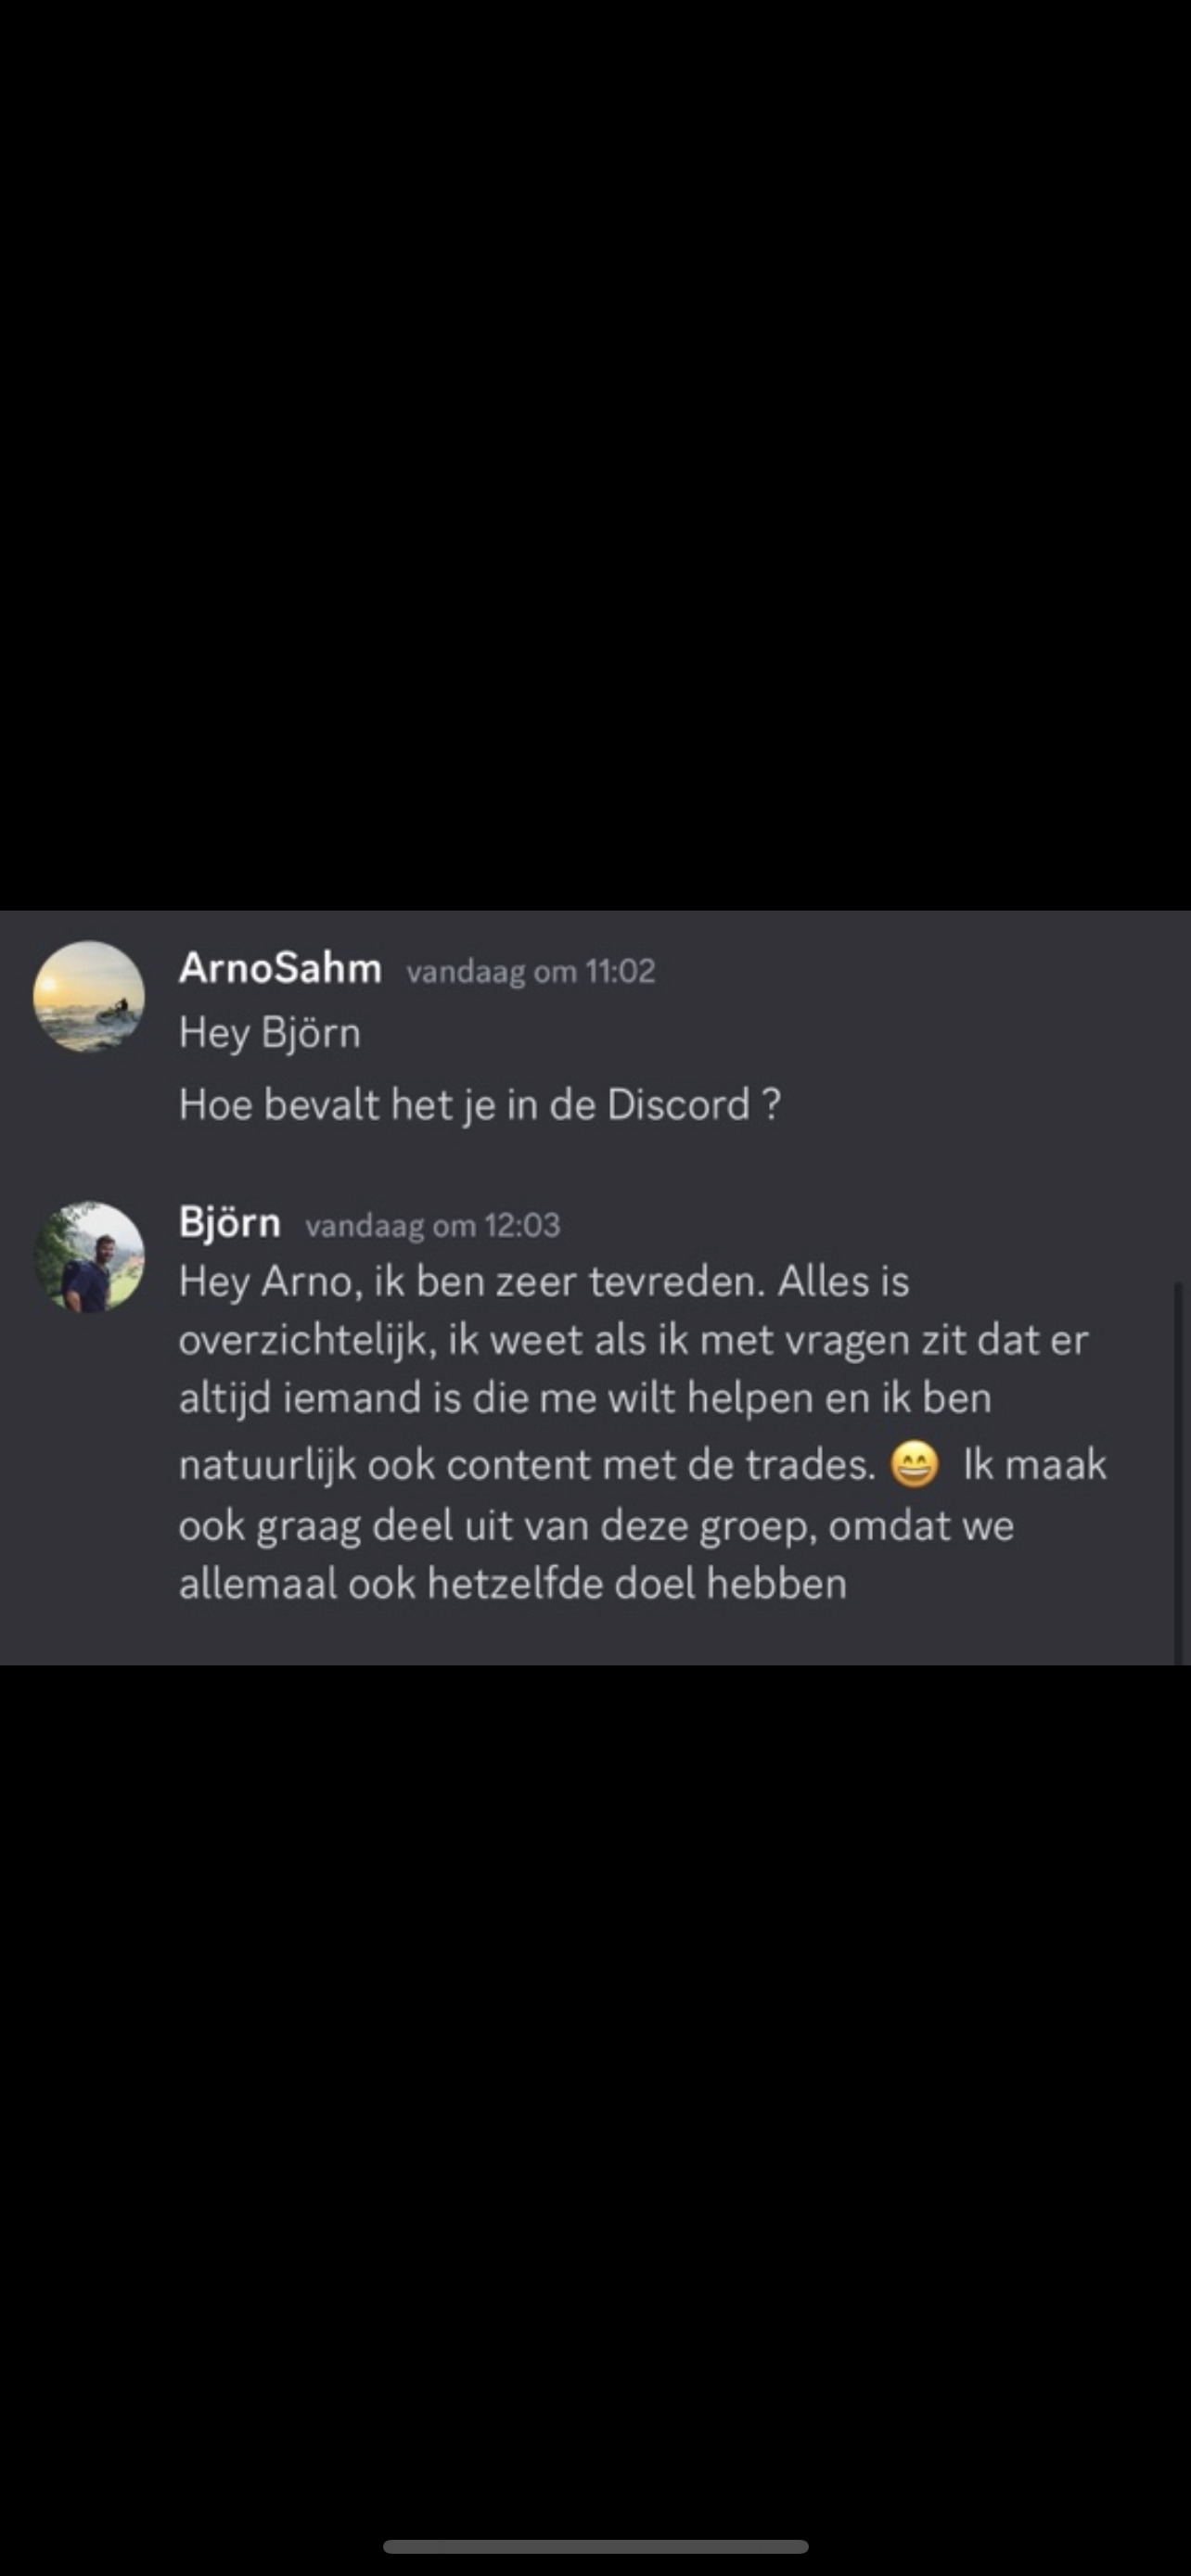 ArnoSahm vandaag om 11:02
Hey Björn
Hoe bevalt het je in de Discord ?
Björn vandaag om 12:03
Hey Arno, ik ben zeer tevreden. Alles is
overzichtelijk, ik weet als ik met vragen zit dat er
altijd iemand is die me wilt helpen en ik ben
natuurlijk ook content met de trades. 😄 Ik maak
ook graag deel uit van deze groep, omdat we
allemaal ook hetzelfde doel hebben